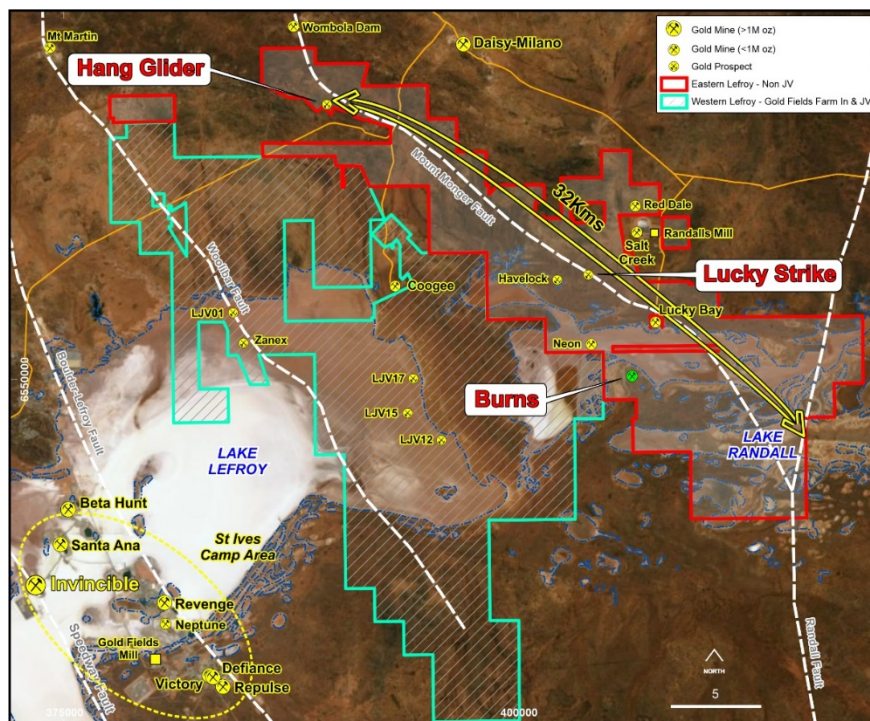 Mt Martin
Wombola Dam
Daisy-Milano
Gold Mine (>1M oz)
Gold Mine (<1M oz)
Gold Prospect
Eastern Lefroy - Non JV
Western Lefroy - Gold Fields Farm In & JV
Hang Glider
Mount Monger Fault
32Kms
Red Dale
Salt
Creek
Randalls Mill
Lucky Strike
Woolibar Fault
Coogee
Havelock
LJV01
Zanex
Lucky Bay
Neon
6550000
Boulder-Lefroy Fault
LJV17
Burns
LJV15
LJV12
LAKE
LEFROY
LAKE
RANDALL
Beta Hunt
Santa Ana
St Ives
Camp Area
Invincible
Revenge
Neptune
Gold Fields
Mill
Speedway Fault
Defiance
Victory
Repulse
Randall Fault
NORTH
5
375000
400000